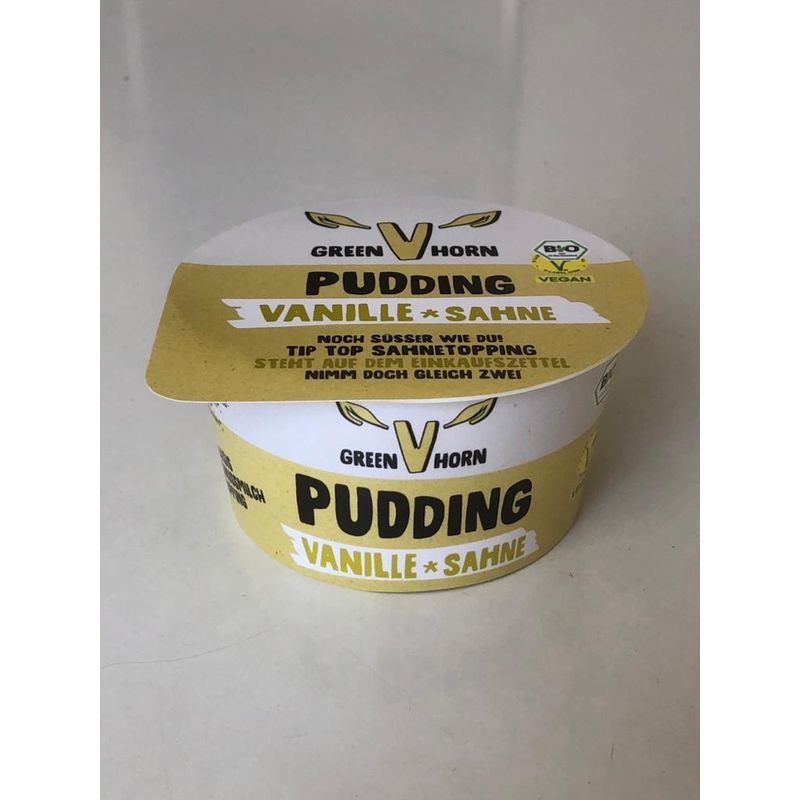 GREEN V HORN
PUDDING
VANILLE * SAHNE
NOCH SÜSSER WIE DU!
TIP TOP SAHNETOPPING
STEHT AUF DEM EINKAUFSZETTEL
NIMM DOCH GLEICH ZWEI
BIO
VEGAN
GREEN V HORN
PUDDING
VANILLE * SAHNE